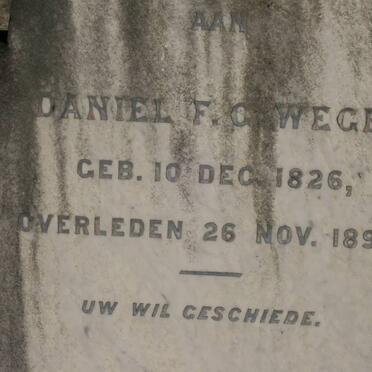 AAN
DANIEL F. C. WEGE
GEB. 10 DEC. 1826,
OVERLEDEN 26 NOV. 189
UW WIL GESCHIEDE.